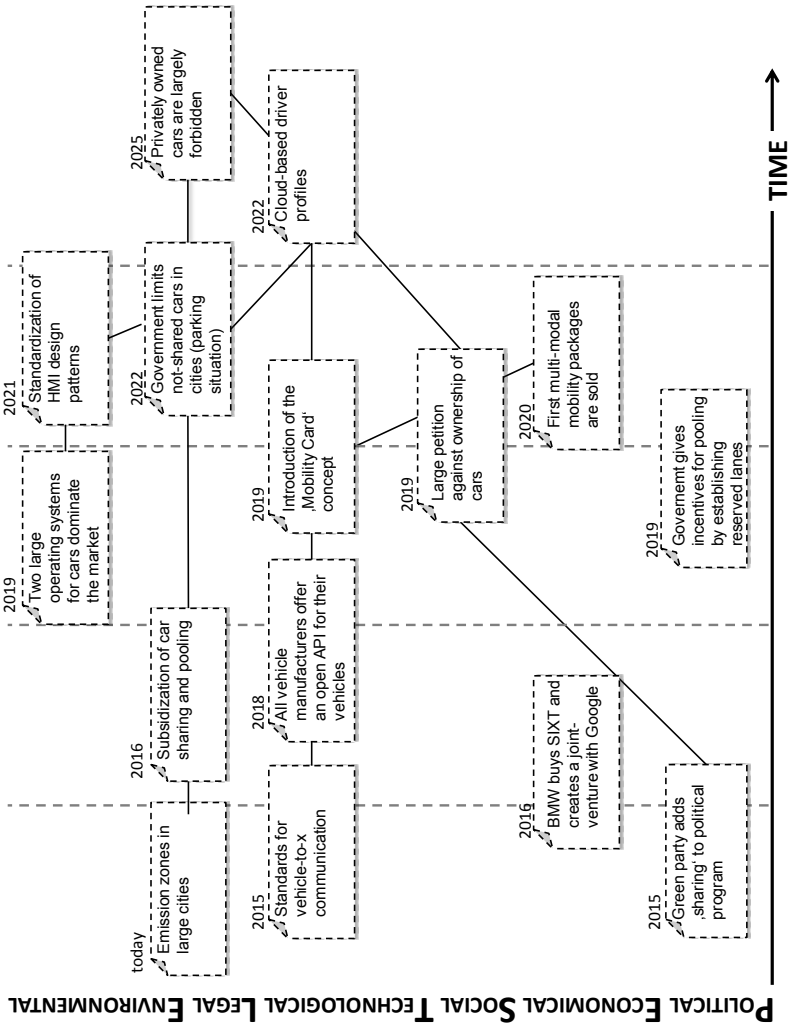 2019
Two large
operating systems
for cars dominate
the market
2021
Standardization of
HMI design
patterns
today
Emission zones in
large cities
2016
Subsidization of car
sharing and pooling
2022
Government limits
not-shared cars in
cities (parking
situation)
2025
Privately owned
cars are largely
forbidden
2015
Standards for
vehicle-to-x
communication
2018
All vehicle
manufacturers offer
an open API for their
vehicles
2019
Introduction of the
‚Mobility Card‘
concept
2022
Cloud-based driver
profiles
2019
Large petition
against ownership of
cars
2016
BMW buys SIXT and
creates a joint-
venture with Google
2020
First multi-modal
mobility packages
are sold
2015
Green party adds
‚sharing‘ to political
program
2019
Governemt gives
incentives for pooling
by establishing
reserved lanes
POLITICAL ECONOMICAL SOCIAL TECHNOLOGICAL LEGAL ENVIRONMENTAL
TIME